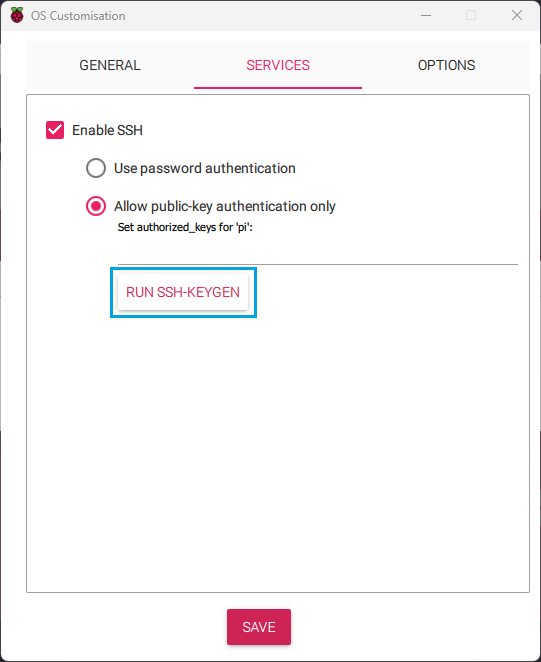 OS Customisation
GENERAL SERVICES OPTIONS
Enable SSH
Use password authentication
Allow public-key authentication only
Set authorized_keys for 'pi':
RUN SSH-KEYGEN
SAVE